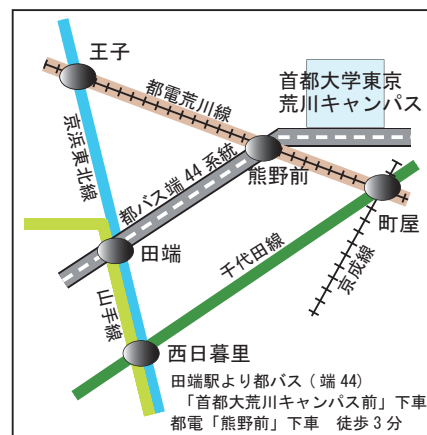 王子
都電荒川線
首都大学東京
荒川キャンパス
京浜東北線
都バス端44系統
熊野前
町屋
田端
千代田線
京成線
山手線
西日暮里
田端駅より都バス(端44)
「首都大荒川キャンパス前」下車
都電「熊野前」下車 徒歩3分